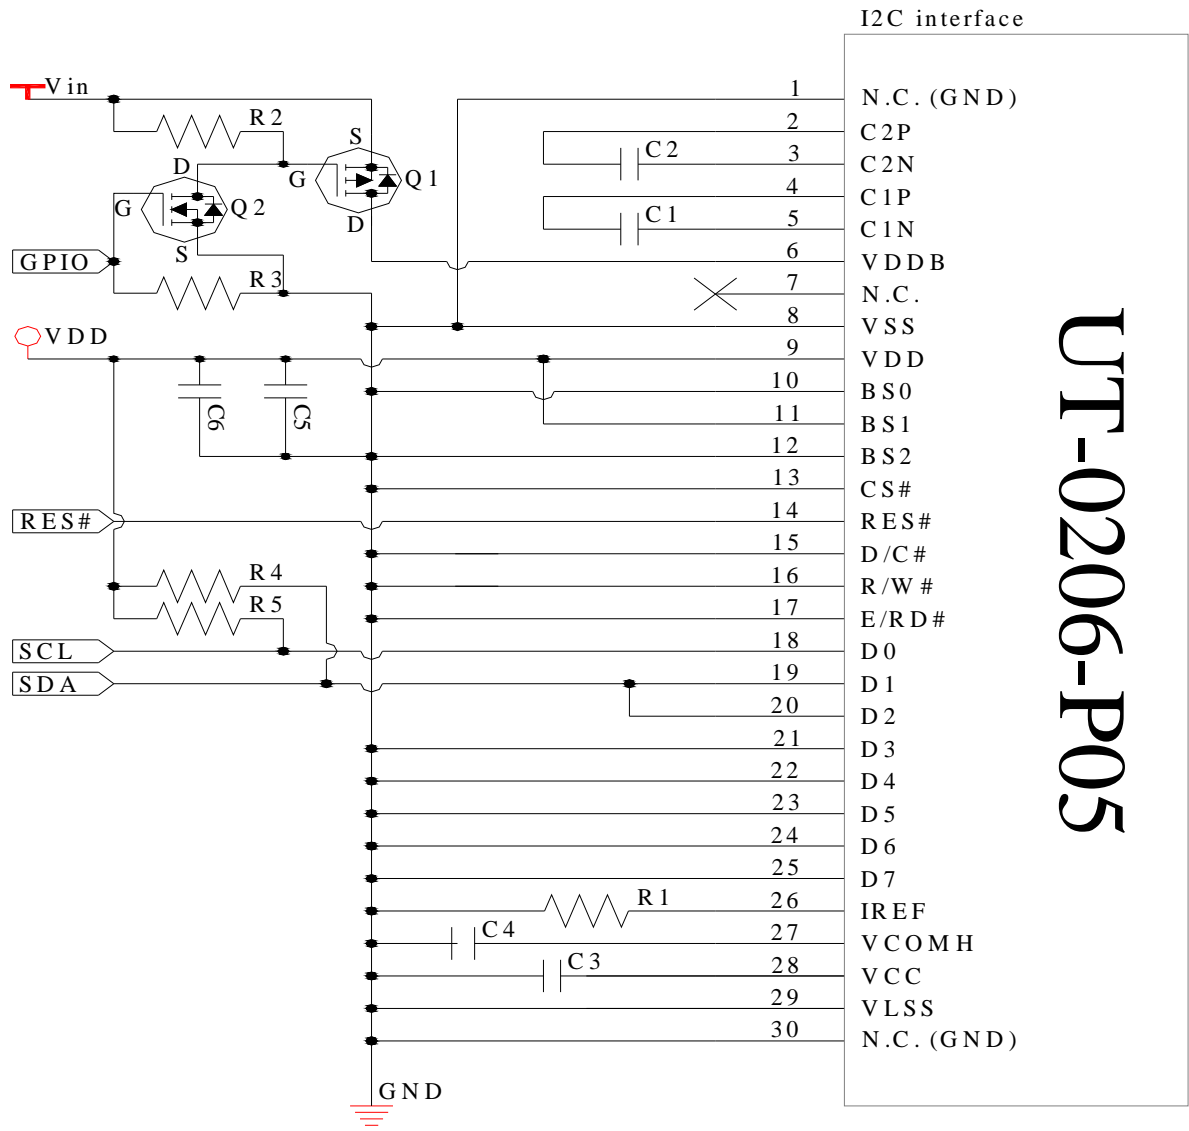 I2C interface
Vin
R2
S
G
Q1
D
D
G
Q2
S
GPIO
R3
VDD
C6
C5
RES#
R4
R5
SCL
SDA
C2
C1
R1
C4
C3
GND
1 N.C. (GND)
2 C2P
3 C2N
4 C1P
5 C1N
6 VDDB
7 N.C.
8 VSS
9 VDD
10 BS0
11 BS1
12 BS2
13 CS#
14 RES#
15 D/C#
16 R/W#
17 E/RD#
18 D0
19 D1
20 D2
21 D3
22 D4
23 D5
24 D6
25 D7
26 IREF
27 VCOMH
28 VCC
29 VLSS
30 N.C. (GND)
UT-0206-P05